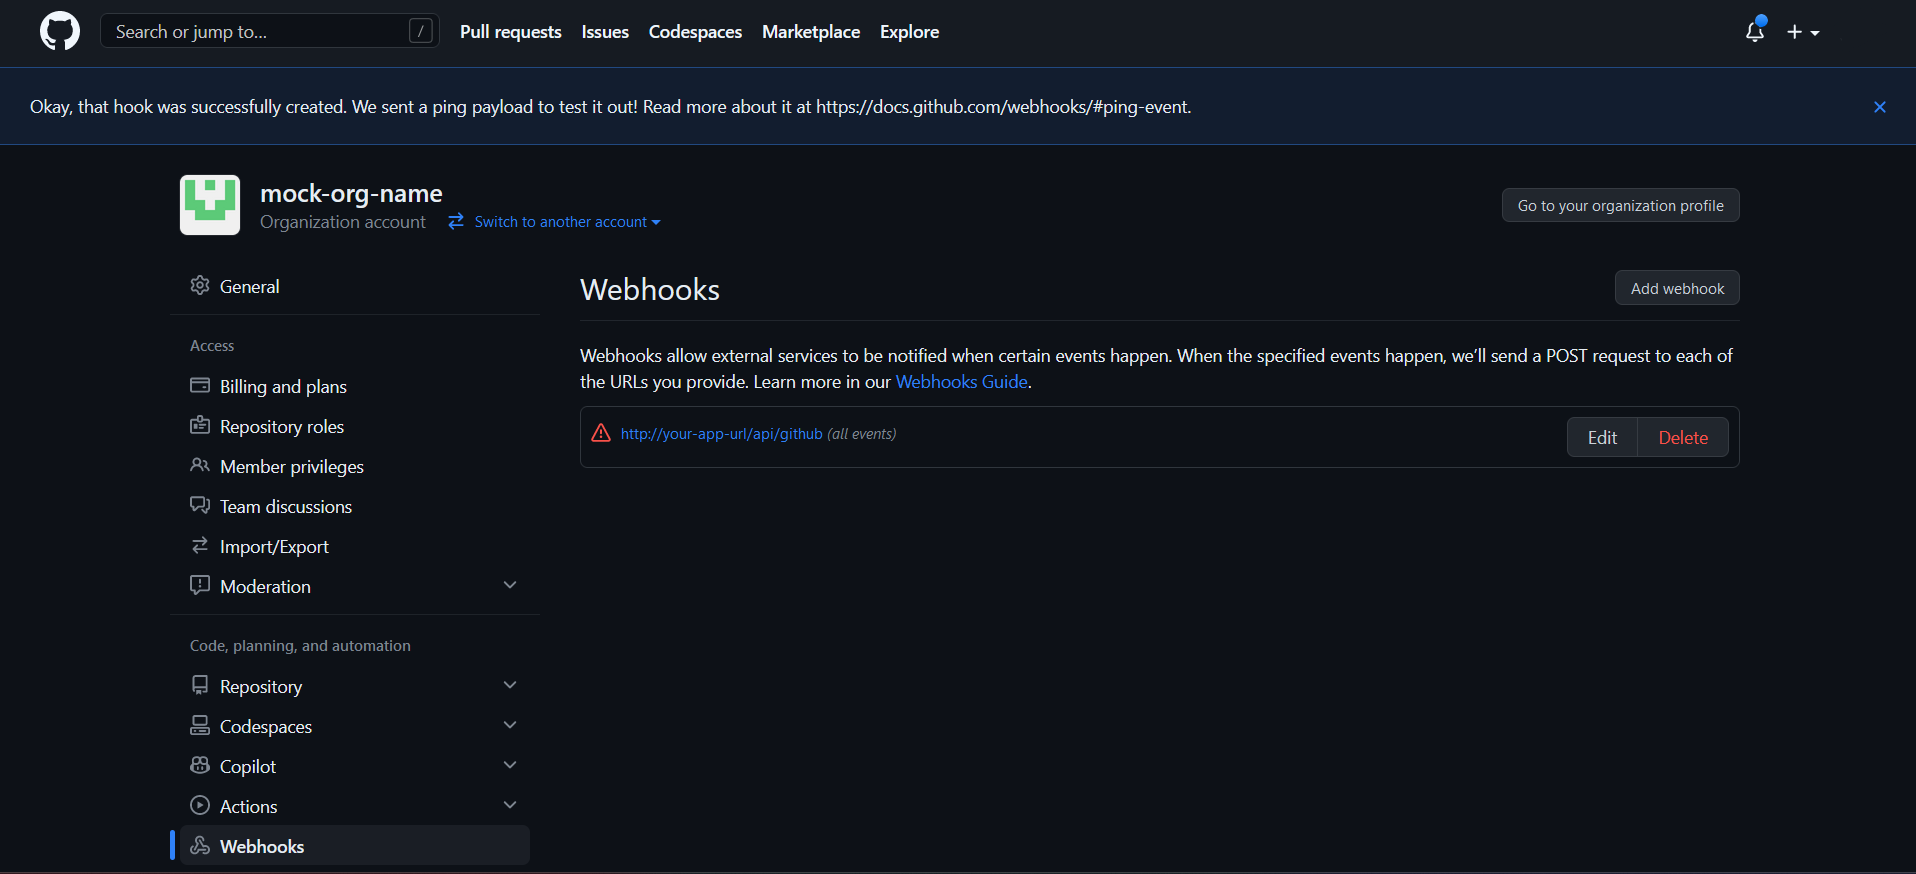 Search or jump to... /
Pull requests Issues Codespaces Marketplace Explore
Okay, that hook was successfully created. We sent a ping payload to test it out! Read more about it at https://docs.github.com/webhooks/#ping-event.
mock-org-name
Organization account Switch to another account
Go to your organization profile
General
Access
Billing and plans
Repository roles
Member privileges
Team discussions
Import/Export
Moderation
Code, planning, and automation
Repository
Codespaces
Copilot
Actions
Webhooks
Webhooks
Add webhook
Webhooks allow external services to be notified when certain events happen. When the specified events happen, we’ll send a POST request to each of
the URLs you provide. Learn more in our Webhooks Guide.
http://your-app-url/api/github (all events)
Edit Delete